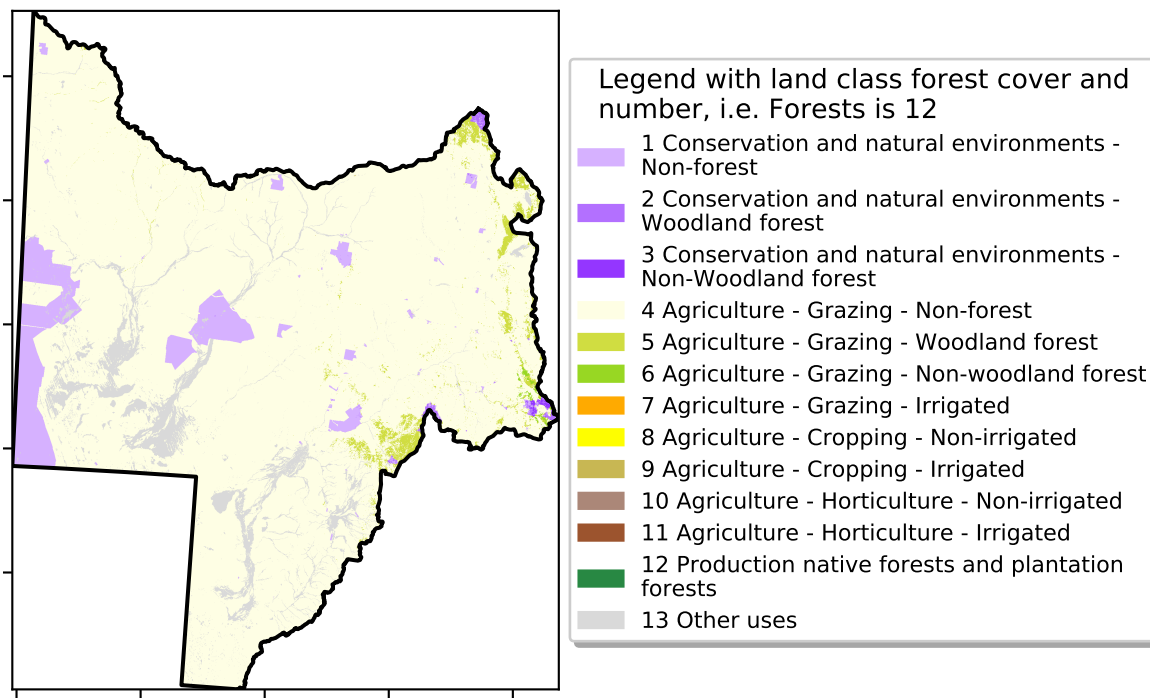 Legend with land class forest cover and
number, i.e. Forests is 12
1 Conservation and natural environments -
Non-forest
2 Conservation and natural environments -
Woodland forest
3 Conservation and natural environments -
Non-Woodland forest
4 Agriculture - Grazing - Non-forest
5 Agriculture - Grazing - Woodland forest
6 Agriculture - Grazing - Non-woodland forest
7 Agriculture - Grazing - Irrigated
8 Agriculture - Cropping - Non-irrigated
9 Agriculture - Cropping - Irrigated
10 Agriculture - Horticulture - Non-irrigated
11 Agriculture - Horticulture - Irrigated
12 Production native forests and plantation
forests
13 Other uses